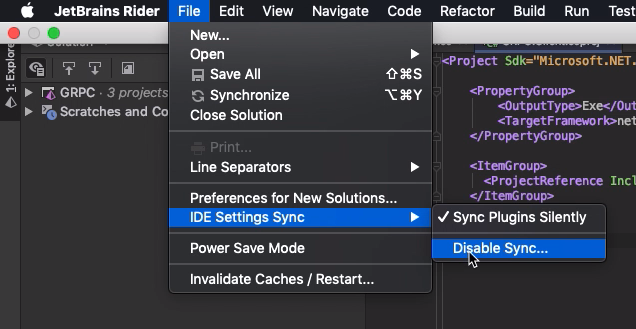 JetBrains Rider File Edit View Navigate Code Refactor Build Run Test
1: Explorer
GRPC · 3 projects
Scratches and Co
New...
Open
Save All ⇧⌘S
Synchronize ⌥⌘Y
Close Solution
Print...
Line Separators
Preferences for New Solutions...
IDE Settings Sync
Power Save Mode
Invalidate Caches / Restart...
✓ Sync Plugins Silently
Disable Sync...
<Project Sdk="Microsoft.NET.
<PropertyGroup>
<OutputType>Exe</Ou
<TargetFramework>net
</PropertyGroup>
<ItemGroup>
<ProjectReference Incl
</ItemGroup>